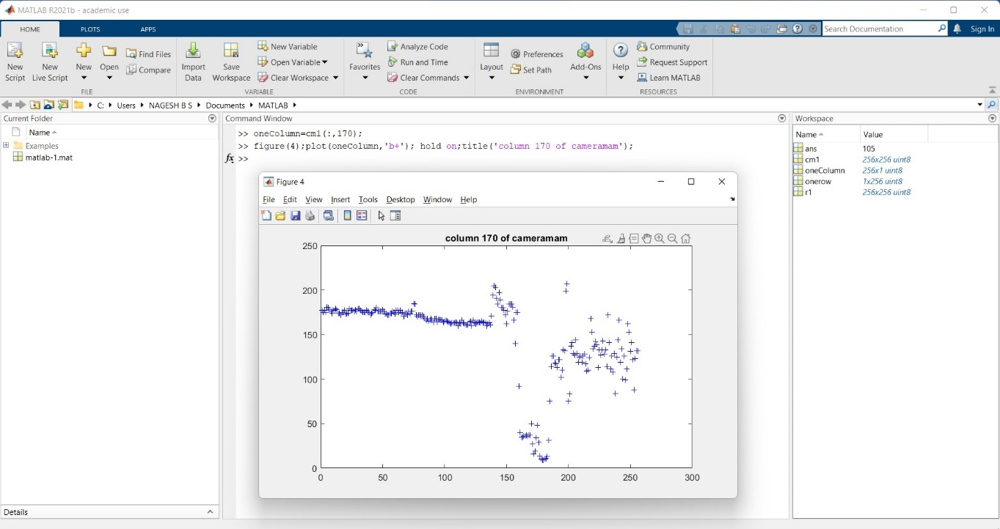 MATLAB R2021b - academic use
HOME PLOTS APPS
Search Documentation
Sign In
New Script
New Live Script
New
Open
Find Files
Compare
FILE
Import Data
Save Workspace
New Variable
Open Variable
Clear Workspace
VARIABLE
Favorites
Analyze Code
Run and Time
Clear Commands
CODE
Layout
Preferences
Set Path
Add-Ons
ENVIRONMENT
Help
Community
Request Support
Learn MATLAB
RESOURCES
C: Users NAGESH B S Documents MATLAB
Current Folder
Name
Examples
matlab-1.mat
Details
Command Window
>> oneColumn=cm1(:,170);
>> figure(4);plot(oneColumn,'b+'); hold on;title('column 170 of cameramam');
fx >>
Figure 4
File Edit View Insert Tools Desktop Window Help
column 170 of cameramam
250
200
150
100
50
0
0 50 100 150 200 250 300
Workspace
Name Value
ans 105
cm1 256x256 uint8
oneColumn 256x1 uint8
onerow 1x256 uint8
r1 256x256 uint8